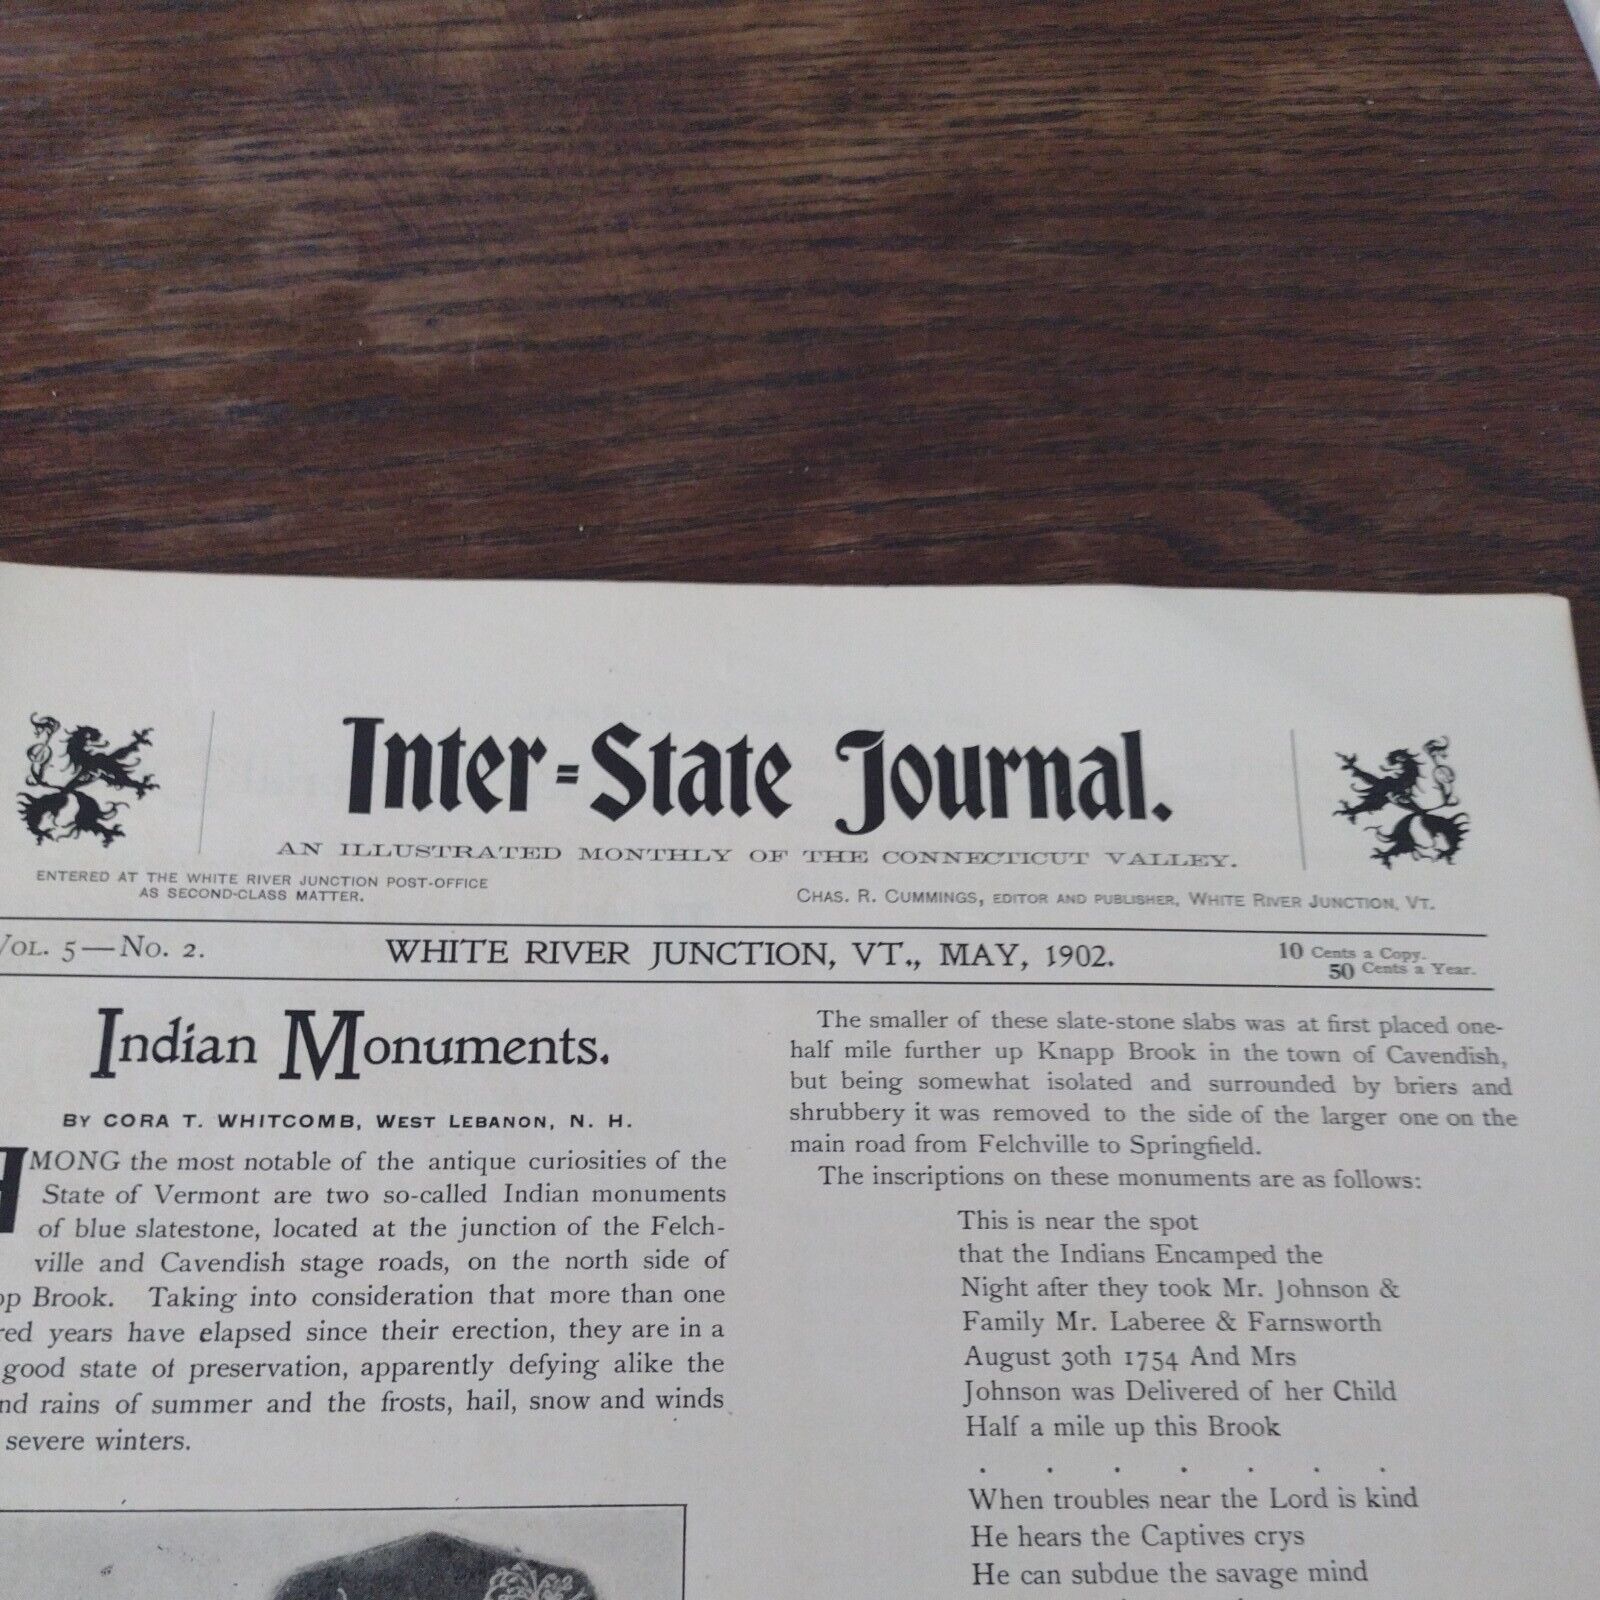 Inter=State Journal.
AN ILLUSTRATED MONTHLY OF THE CONNECTICUT VALLEY.
ENTERED AT THE WHITE RIVER JUNCTION POST-OFFICE
AS SECOND-CLASS MATTER.
CHAS. R. CUMMINGS, EDITOR AND PUBLISHER, WHITE RIVER JUNCTION, VT.
VOL. 5—No. 2.
WHITE RIVER JUNCTION, VT., MAY, 1902.
10 Cents a Copy.
50 Cents a Year.
Indian Monuments.
BY CORA T. WHITCOMB, WEST LEBANON, N. H.
AMONG the most notable of the antique curiosities of the
State of Vermont are two so-called Indian monuments
of blue slatestone, located at the junction of the Felch-
ville and Cavendish stage roads, on the north side of
pp Brook. Taking into consideration that more than one
red years have elapsed since their erection, they are in a
good state of preservation, apparently defying alike the
nd rains of summer and the frosts, hail, snow and winds
severe winters.
The smaller of these slate-stone slabs was at first placed one-
half mile further up Knapp Brook in the town of Cavendish,
but being somewhat isolated and surrounded by briers and
shrubbery it was removed to the side of the larger one on the
main road from Felchville to Springfield.
The inscriptions on these monuments are as follows:
This is near the spot
that the Indians Encamped the
Night after they took Mr. Johnson &
Family Mr. Laberee & Farnsworth
August 30th 1754 And Mrs
Johnson was Delivered of her Child
Half a mile up this Brook
. . . . . . .
When troubles near the Lord is kind
He hears the Captives crys
He can subdue the savage mind